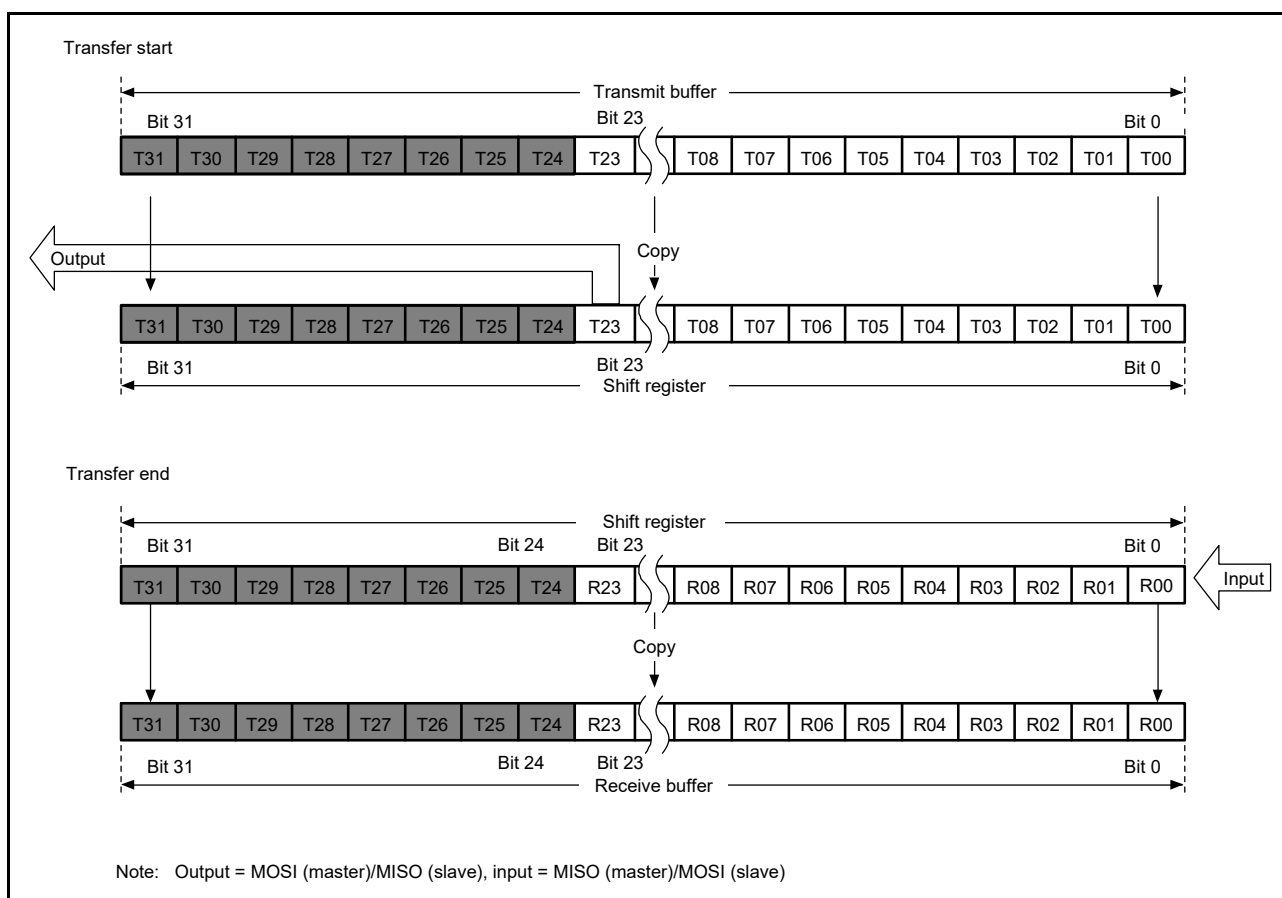 Transfer start
Transmit buffer
Bit 31 Bit 23 Bit 0
T31 T30 T29 T28 T27 T26 T25 T24 T23 T08 T07 T06 T05 T04 T03 T02 T01 T00
Copy
Output
T31 T30 T29 T28 T27 T26 T25 T24 T23 T08 T07 T06 T05 T04 T03 T02 T01 T00
Bit 31 Bit 23 Bit 0
Shift register
Transfer end
Shift register
Bit 31 Bit 24 Bit 23 Bit 0
T31 T30 T29 T28 T27 T26 T25 T24 R23 R08 R07 R06 R05 R04 R03 R02 R01 R00
Input
Copy
T31 T30 T29 T28 T27 T26 T25 T24 R23 R08 R07 R06 R05 R04 R03 R02 R01 R00
Bit 31 Bit 24 Bit 23 Bit 0
Receive buffer
Note: Output = MOSI (master)/MISO (slave), input = MISO (master)/MOSI (slave)